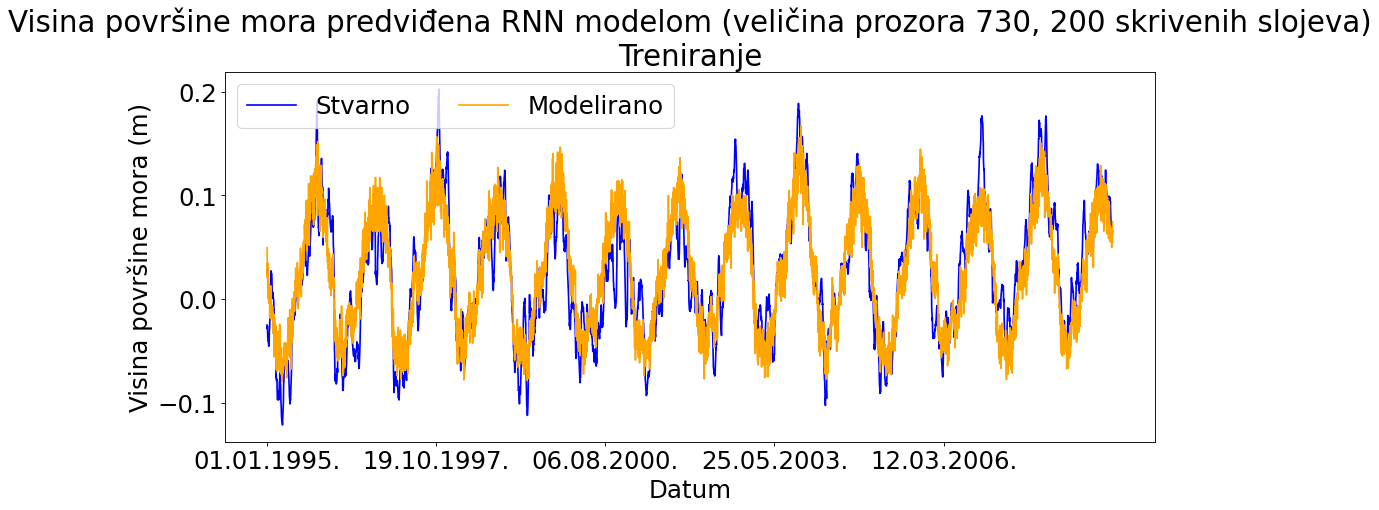 Visina površine mora predviđena RNN modelom (veličina prozora 730, 200 skrivenih slojeva)
Treniranje
Stvarno
Modelirano
Visina površine mora (m)
0.2
0.1
0.0
−0.1
01.01.1995.
19.10.1997.
06.08.2000.
25.05.2003.
12.03.2006.
Datum